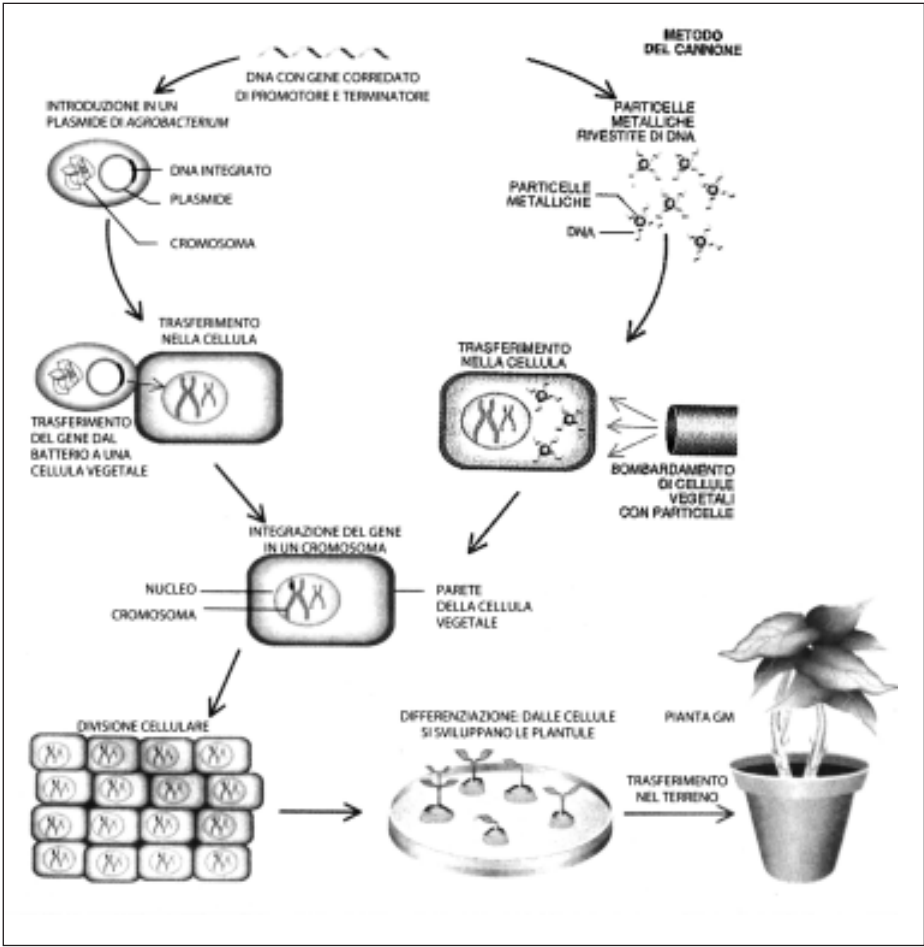 METODO
DEL CANNONE
DNA CON GENE CORREDATO
DI PROMOTORE E TERMINATORE
INTRODUZIONE IN UN
PLASMIDE DI AGROBACTERIUM
DNA INTEGRATO
PLASMIDE
CROMOSOMA
PARTICELLE
METALLICHE
RIVESTITE DI DNA
PARTICELLE
METALLICHE
DNA
TRASFERIMENTO
NELLA CELLULA
TRASFERIMENTO
DEL GENE DAL
BATTERIO A UNA
CELLULA VEGETALE
TRASFERIMENTO
NELLA CELLULA
BOMBARDAMENTO
DI CELLULE
VEGETALI
CON PARTICELLE
INTEGRAZIONE DEL GENE
IN UN CROMOSOMA
NUCLEO
CROMOSOMA
PARETE
DELLA CELLULA
VEGETALE
DIVISIONE CELLULARE
DIFFERENZIAZIONE: DALLE CELLULE
SI SVILUPPANO LE PLANTULE
TRASFERIMENTO
NEL TERRENO
PIANTA GM